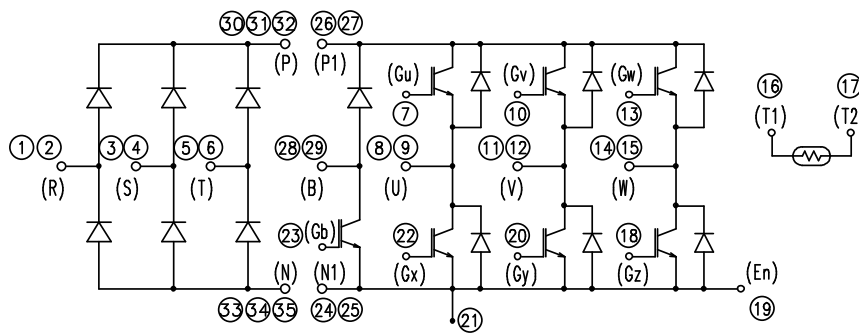 30 31 32 26 27
(P) (P1) (Gu) (Gv) (Gw)
7 10 13 16 17
(T1) (T2)
1 2 3 4 5 6 28 29 8 9 11 12 14 15
(R) (S) (T) (B) (U) (V) (W)
23 (Gb) 22 20 18
(N) (N1) (Gx) (Gy) (Gz) (En)
33 34 35 24 25 21 19